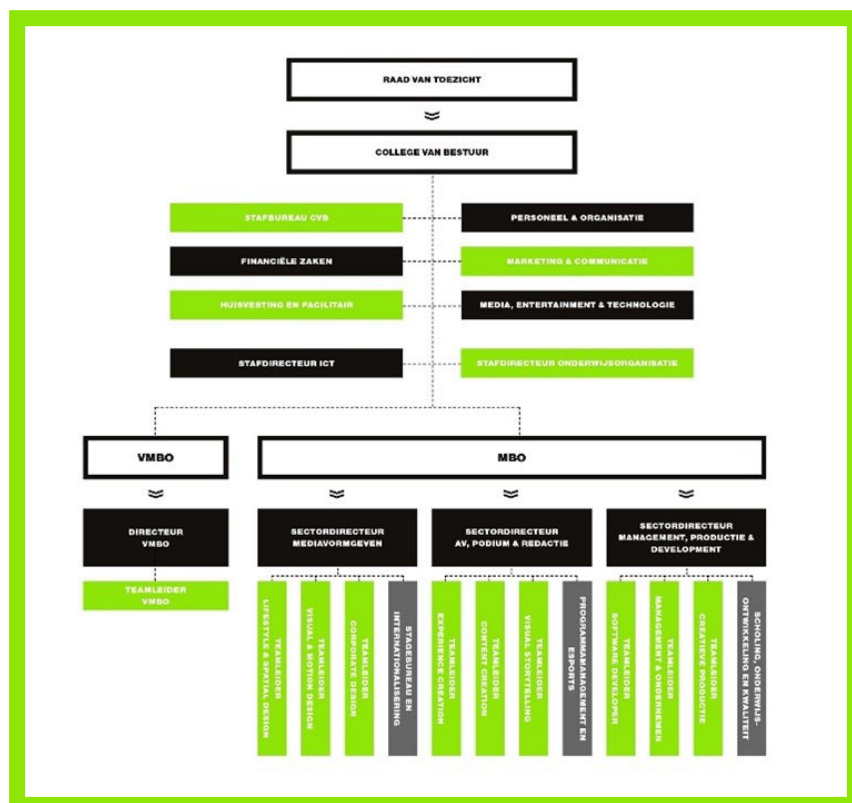 RAAD VAN TOEZICHT
COLLEGE VAN BESTUUR
STAFBUREAU CVB
PERSONEEL & ORGANISATIE
FINANCIËLE ZAKEN
MARKETING & COMMUNICATIE
HUISVESTING EN FACILITAIR
MEDIA, ENTERTAINMENT & TECHNOLOGIE
STAFDIRECTEUR ICT
STAFDIRECTEUR ONDERWIJSORGANISATIE
VMBO
MBO
DIRECTEUR
VMBO
SECTORDIRECTEUR
MEDIAVORMGEVEN
SECTORDIRECTEUR
AV, PODIUM & REDACTIE
SECTORDIRECTEUR
MANAGEMENT, PRODUCTIE &
DEVELOPMENT
TEAMLEIDER
VMBO
TEAMLEIDER
LIFESTYLE & SPATIAL DESIGN
TEAMLEIDER
VISUAL & MOTION DESIGN
TEAMLEIDER
CORPORATE DESIGN
STAGEBUREAU EN
INTERNATIONALISERING
TEAMLEIDER
EXPERIENCE CREATION
TEAMLEIDER
CONTENT CREATION
TEAMLEIDER
VISUAL STORYTELLING
PROGRAMMAMANAGEMENT EN
ESPORTS
TEAMLEIDER
SOFTWARE DEVELOPER
TEAMLEIDER
MANAGEMENT & ONDERNEMEN
TEAMLEIDER
CREATIEVE PRODUCTIE
SCHOLING, ONDERWIJS-
ONTWIKKELING EN KWALITEIT